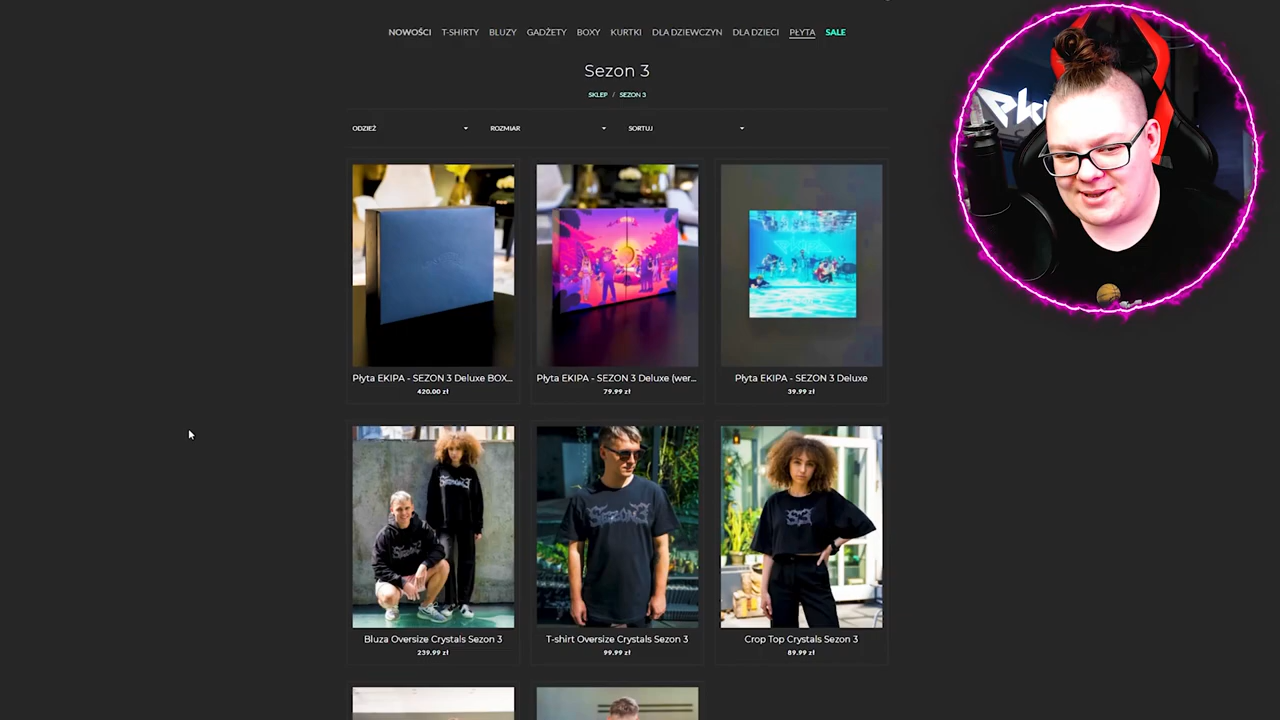 NOWOŚCI T-SHIRTY BLUZY GADŻETY BOXY KURTKI DLA DZIEWCZYN DLA DZIECI PŁYTA SALE
Sezon 3
SKLEP / SEZON 3
ODZIEŻ ROZMIAR SORTUJ
Płyta EKIPA - SEZON 3 Deluxe BOX...
420.00 zł
Płyta EKIPA - SEZON 3 Deluxe (wer...
79.99 zł
Płyta EKIPA - SEZON 3 Deluxe
39.99 zł
Sezon3
Bluza Oversize Crystals Sezon 3
239.99 zł
Sezon3
T-shirt Oversize Crystals Sezon 3
99.99 zł
S3
Crop Top Crystals Sezon 3
89.99 zł